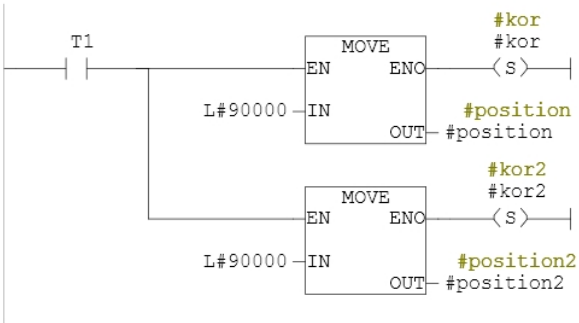 #kor
T1
MOVE
#kor
EN
ENO
(S)
L#90000
IN
#position
OUT
#position
#kor2
MOVE
#kor2
EN
ENO
(S)
L#90000
IN
#position2
OUT
#position2